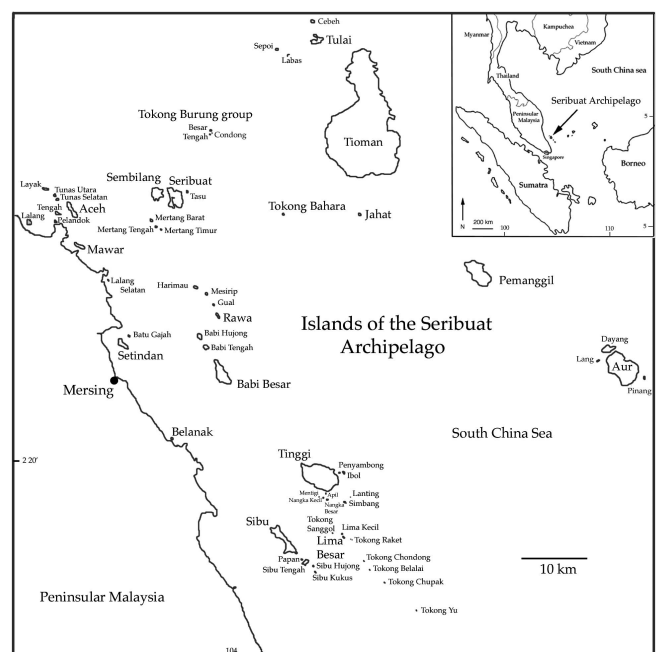 Cebeh
Tulai
Sepoi
Labas
Tokong Burung group
Besar
Tengah
Condong
Tioman
Sembilang
Seribuat
Tasu
Layak
Tunas Utara
Tunas Selatan
Tengah
Aceh
Lalang
Pelandok
Mertang Barat
Mertang Tengah
Mertang Timur
Tokong Bahara
Jahat
Mawar
Lalang
Selatan
Harimau
Mesirip
Gual
Rawa
Pemanggil
Batu Gajah
Setindan
Babi Hujong
Babi Tengah
Babi Besar
Islands of the Seribuat
Archipelago
Dayang
Lang
Aur
Pinang
Mersing
Belanak
South China Sea
2 20'
Tinggi
Penyambong
Ibol
Mentigi
Apil
Nangka Kecil
Nangka
Besar
Lanting
Simbang
Sibu
Tokong
Sanggol
Lima Kecil
Lima
Besar
Tokong Raket
Papan
Sibu Tengah
Sibu Hujong
Sibu Kukus
Tokong Chondong
Tokong Belalai
Tokong Chupak
Tokong Yu
10 km
Peninsular Malaysia
104
Myanmar
Kampuchea
Vietnam
Thailand
South China sea
Seribuat Archipelago
Peninsular
Malaysia
Singapore
Sumatra
Borneo
N
200 km
100
110
5
5